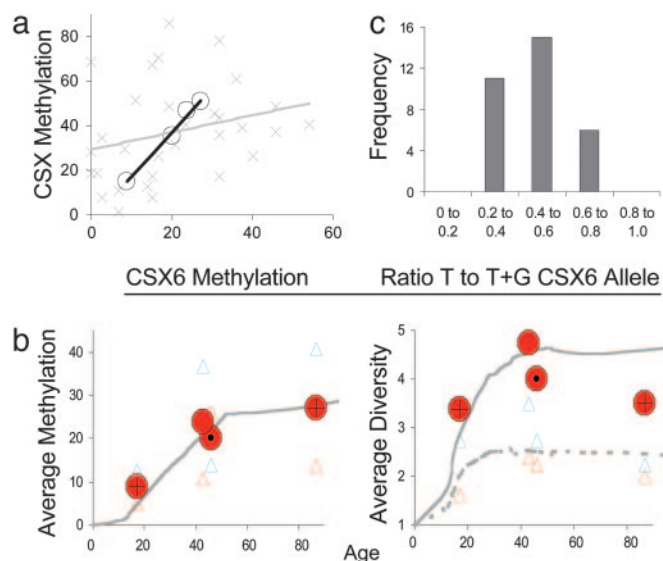 a
CSX Methylation
80
60
40
20
0
0 20 40 60
CSX6 Methylation
c
Frequency
16
12
8
4
0
0 to 0.2 to 0.4 to 0.6 to 0.8 to
0.2 0.4 0.6 0.8 1.0
Ratio T to T+G CSX6 Allele
b
Average Methylation
40
30
20
10
0
0 20 40 60 80
Average Diversity
5
4
3
2
1
0 20 40 60 80
Age